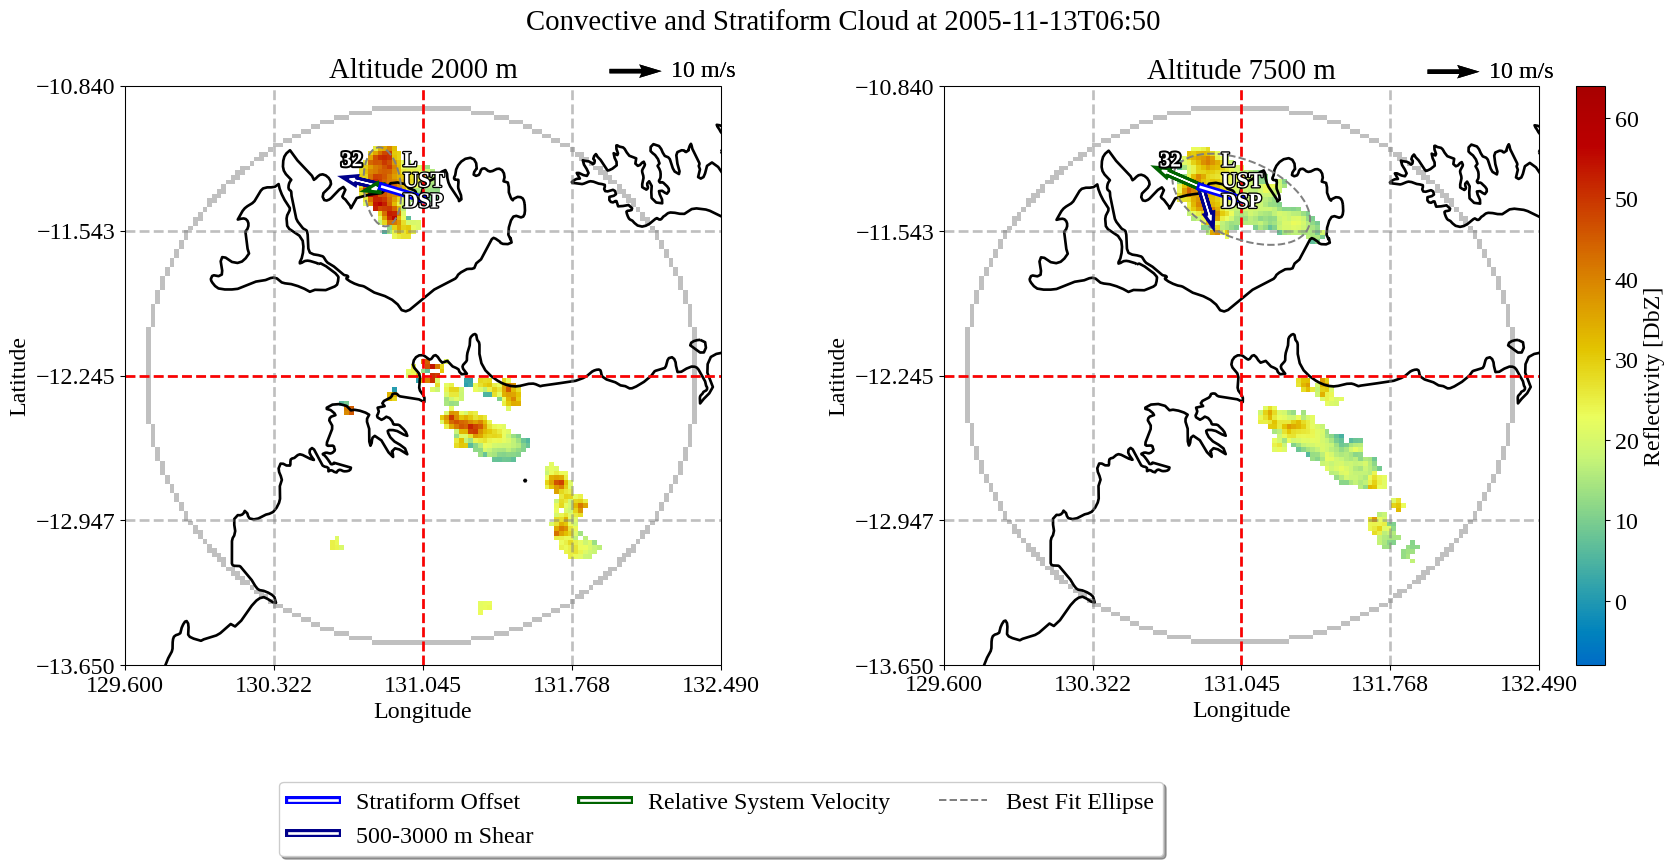 Convective and Stratiform Cloud at 2005-11-13T06:50
Altitude 2000 m
10 m/s
−10.840
−11.543
−12.245
−12.947
−13.650
Latitude
32
L
UST
DSP
129.600
130.322
131.045
131.768
132.490
Longitude
Altitude 7500 m
10 m/s
−10.840
−11.543
−12.245
−12.947
−13.650
Latitude
32
L
UST
DSP
129.600
130.322
131.045
131.768
132.490
Longitude
60
50
40
30
20
10
0
Reflectivity [DbZ]
Stratiform Offset
Relative System Velocity
Best Fit Ellipse
500-3000 m Shear